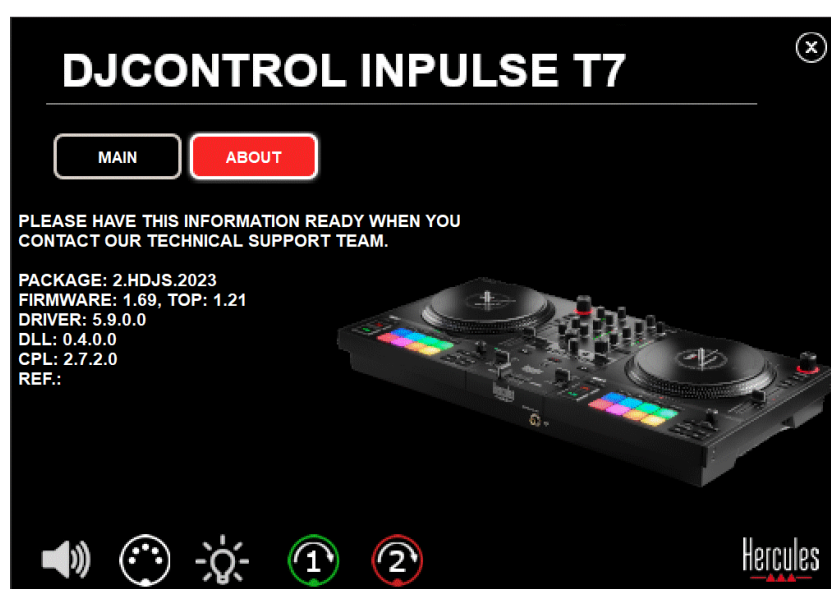 DJCONTROL INPULSE T7
MAIN
ABOUT
PLEASE HAVE THIS INFORMATION READY WHEN YOU
CONTACT OUR TECHNICAL SUPPORT TEAM.
PACKAGE: 2.HDJS.2023
FIRMWARE: 1.69, TOP: 1.21
DRIVER: 5.9.0.0
DLL: 0.4.0.0
CPL: 2.7.2.0
REF.:
1
2
Hercules